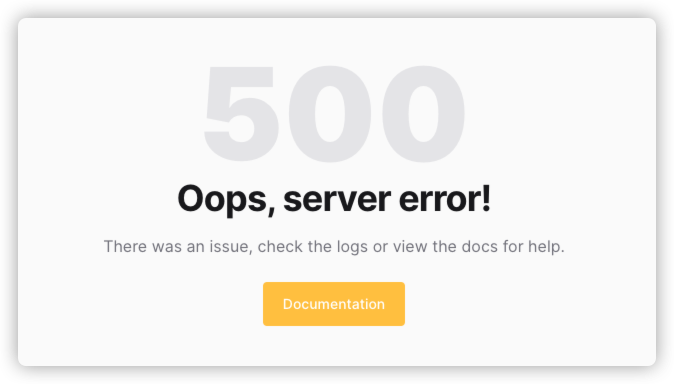 500
Oops, server error!
There was an issue, check the logs or view the docs for help.
Documentation